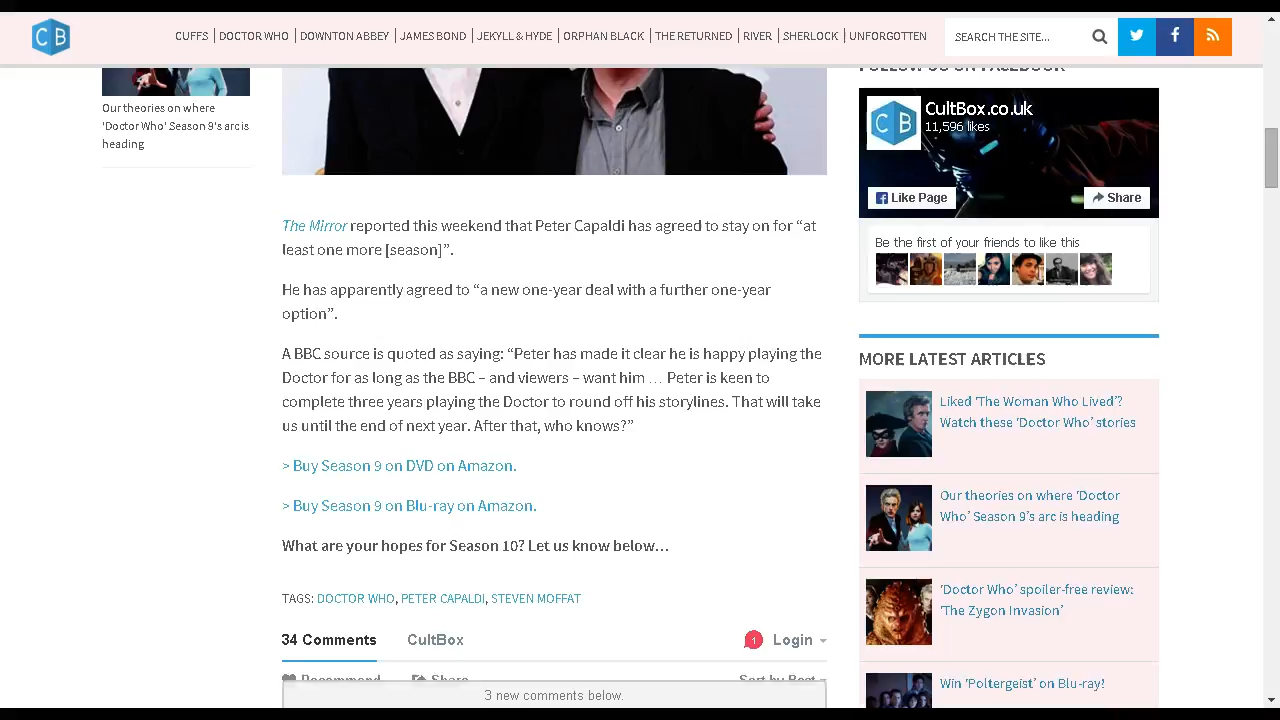 CB
CUFFS
DOCTOR WHO
DOWNTON ABBEY
JAMES BO
EKYLL & HYDE
ORPHAN BLACK
THE RETURNED
RIVER
SHERLOCK
UNFORGOTTEN
SEARCH THE SITE...
Our theories on where
'Doctor Who' Season 9's arc is
heading
The Mirror reported this weekend that Peter Capaldi has agreed to stay on for “at
least one more [season]”.
He has apparently agreed to “a new one-year deal with a further one-year
option”.
A BBC source is quoted as saying: “Peter has made it clear he is happy playing the
Doctor for as long as the BBC – and viewers – want him … Peter is keen to
complete three years playing the Doctor to round off his storylines. That will take
us until the end of next year. After that, who knows?”
> Buy Season 9 on DVD on Amazon.
> Buy Season 9 on Blu-ray on Amazon.
What are your hopes for Season 10? Let us know below…
TAGS: DOCTOR WHO, PETER CAPALDI, STEVEN MOFFAT
34 Comments
CultBox
1
Login
Recommend
Share
Sort by Best
3 new comments below.
FOLLOW US ON FACEBOOK
CB
CultBox.co.uk
11,596 likes
Like Page
Share
Be the first of your friends to like this
MORE LATEST ARTICLES
Liked ‘The Woman Who Lived’?
Watch these ‘Doctor Who’ stories
Our theories on where ‘Doctor
Who’ Season 9’s arc is heading
‘Doctor Who’ spoiler-free review:
‘The Zygon Invasion’
Win ‘Poltergeist’ on Blu-ray!